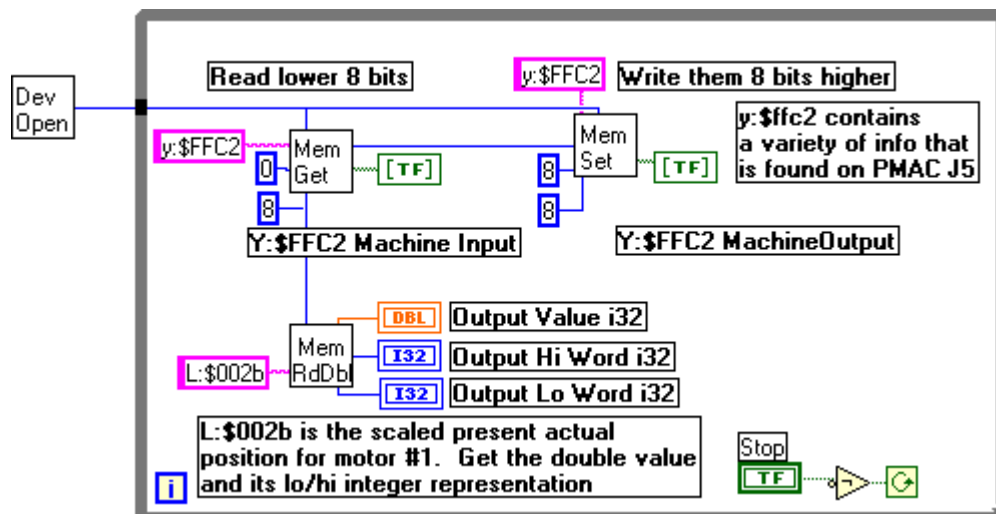 Dev
Open
Read lower 8 bits
y:$FFC2
Write them 8 bits higher
y:$FFC2
Mem
Get
0
8
[TF]
Mem
Set
8
8
[TF]
y:$ffc2 contains
a variety of info that
is found on PMAC J5
Y:$FFC2 Machine Input
Y:$FFC2 MachineOutput
L:$002b
Mem
RdDbl
DBL
Output Value i32
I32
Output Hi Word i32
I32
Output Lo Word i32
L:$002b is the scaled present actual
position for motor #1. Get the double value
and its lo/hi integer representation
i
Stop
TF